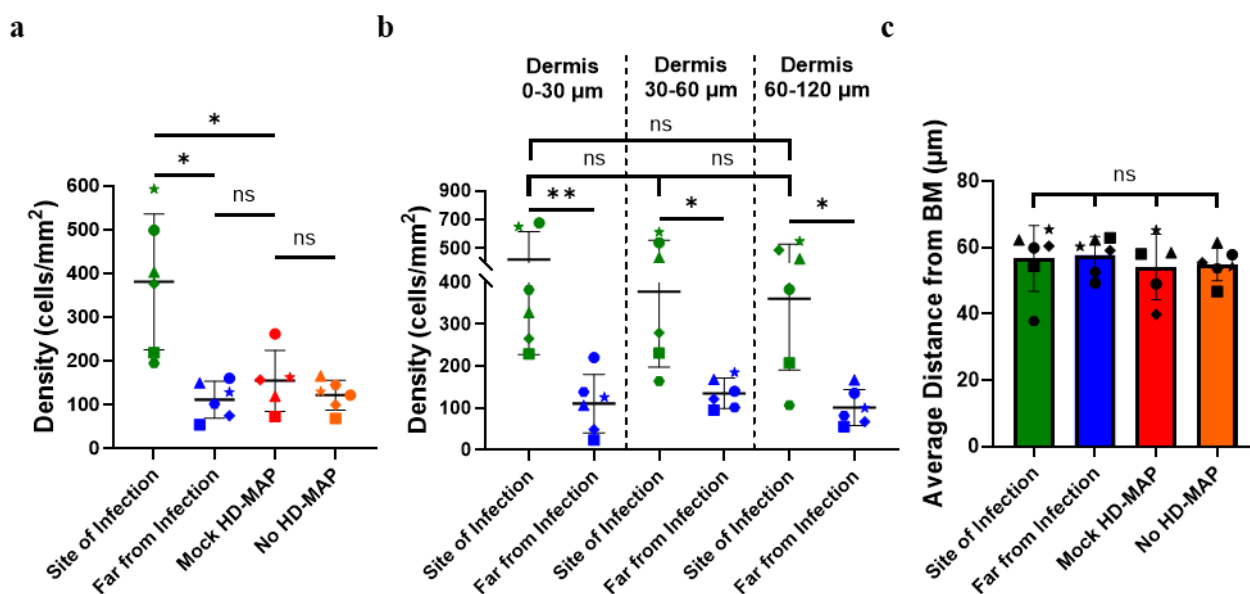 a
b
c
Dermis
0-30 µm
Dermis
30-60 µm
Dermis
60-120 µm
Density (cells/mm²)
600
500
400
300
200
100
0
*
*
ns
ns
Site of Infection
Far from Infection
Mock HD-MAP
No HD-MAP
Density (cells/mm²)
900
700
500
400
300
200
100
0
ns
ns
ns
**
*
*
Site of Infection
Far from Infection
Site of Infection
Far from Infection
Site of Infection
Far from Infection
Average Distance from BM (µm)
80
60
40
20
0
ns
Site of Infection
Far from Infection
Mock HD-MAP
No HD-MAP